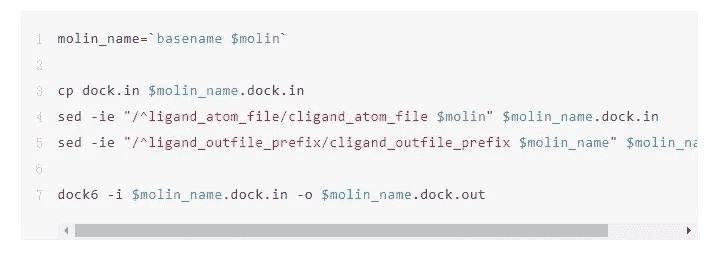 1 molin_name=`basename $molin`
2
3 cp dock.in $molin_name.dock.in
4 sed -ie "/^ligand_atom_file/cligand_atom_file $molin" $molin_name.dock.in
5 sed -ie "/^ligand_outfile_prefix/cligand_outfile_prefix $molin_name" $molin_na
6
7 dock6 -i $molin_name.dock.in -o $molin_name.dock.out